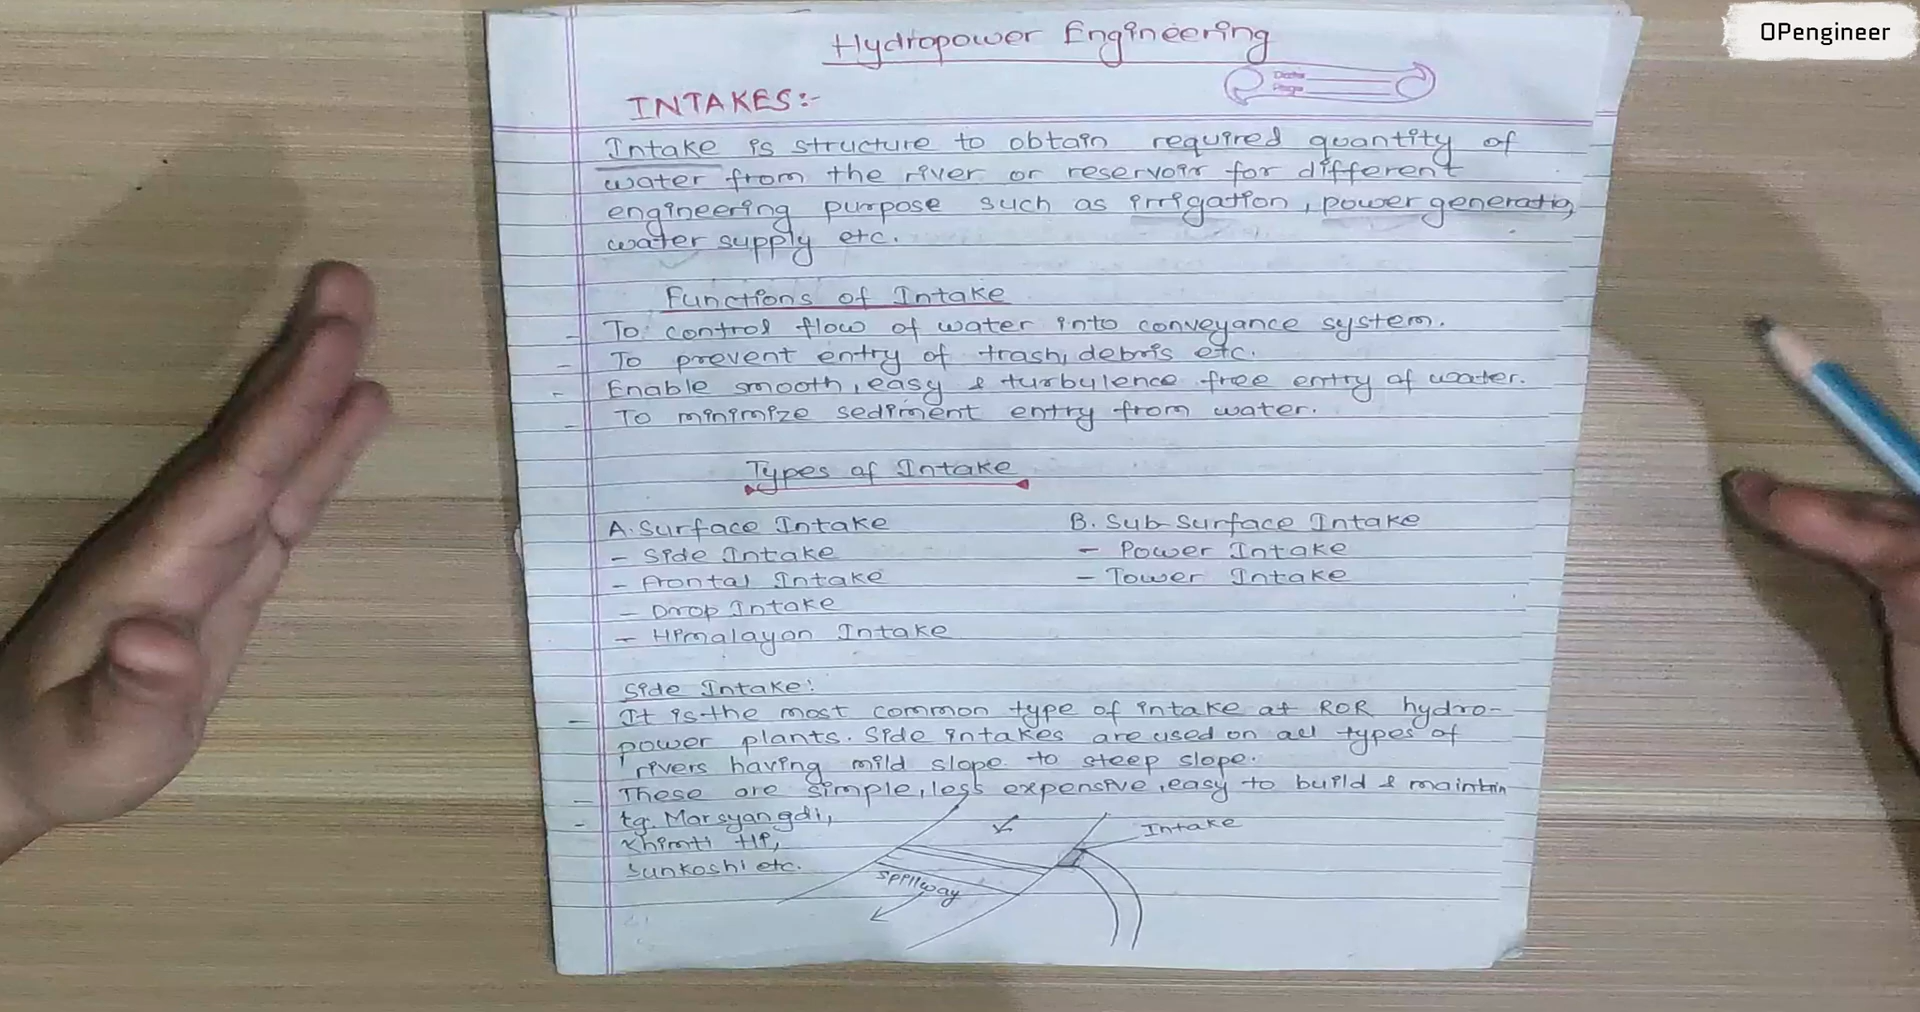 OPengineer
Hydropower Engineering
Date
Page
INTAKES:-
Intake is structure to obtain required quantity of
water from the river or reservoir for different
engineering purpose such as irrigation, power generation,
water supply etc.
Functions of Intake
- To control flow of water into conveyance system.
- To prevent entry of trash, debris etc.
- Enable smooth, easy & turbulence free entry of water.
- To minimize sediment entry from water.
Types of Intake
A. Surface Intake B. Sub Surface Intake
- Side Intake - Power Intake
- Frontal Intake - Tower Intake
- Drop Intake
- Himalayan Intake
Side Intake:
- It is the most common type of intake at ROR hydro-
power plants. Side intakes are used on all types of
rivers having mild slope to steep slope.
- These are simple, less expensive, easy to build & maintain
- Eg. Marsyangdi,
Khimti HP,
Sunkoshi etc.
Intake
Spillway